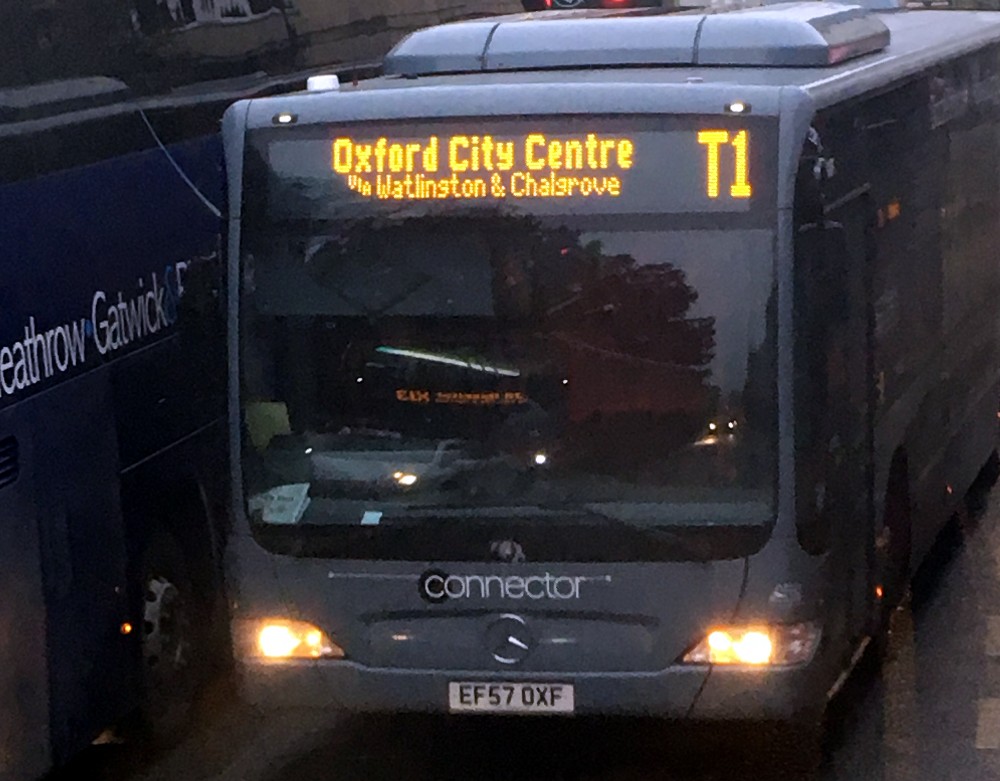 Oxford City Centre T1
Via Watlington & Chalgrove
eathrow Gatwick
connector
EF57 OXF